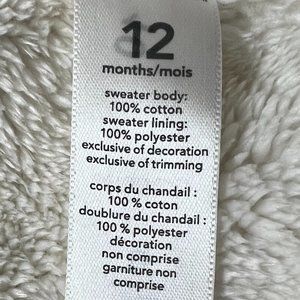 12
months/mois
sweater body:
100% cotton
sweater lining:
100% polyester
exclusive of decoration
exclusive of trimming
corps du chandail :
100 % coton
doublure du chandail :
100 % polyester
décoration
non comprise
garniture non
comprise